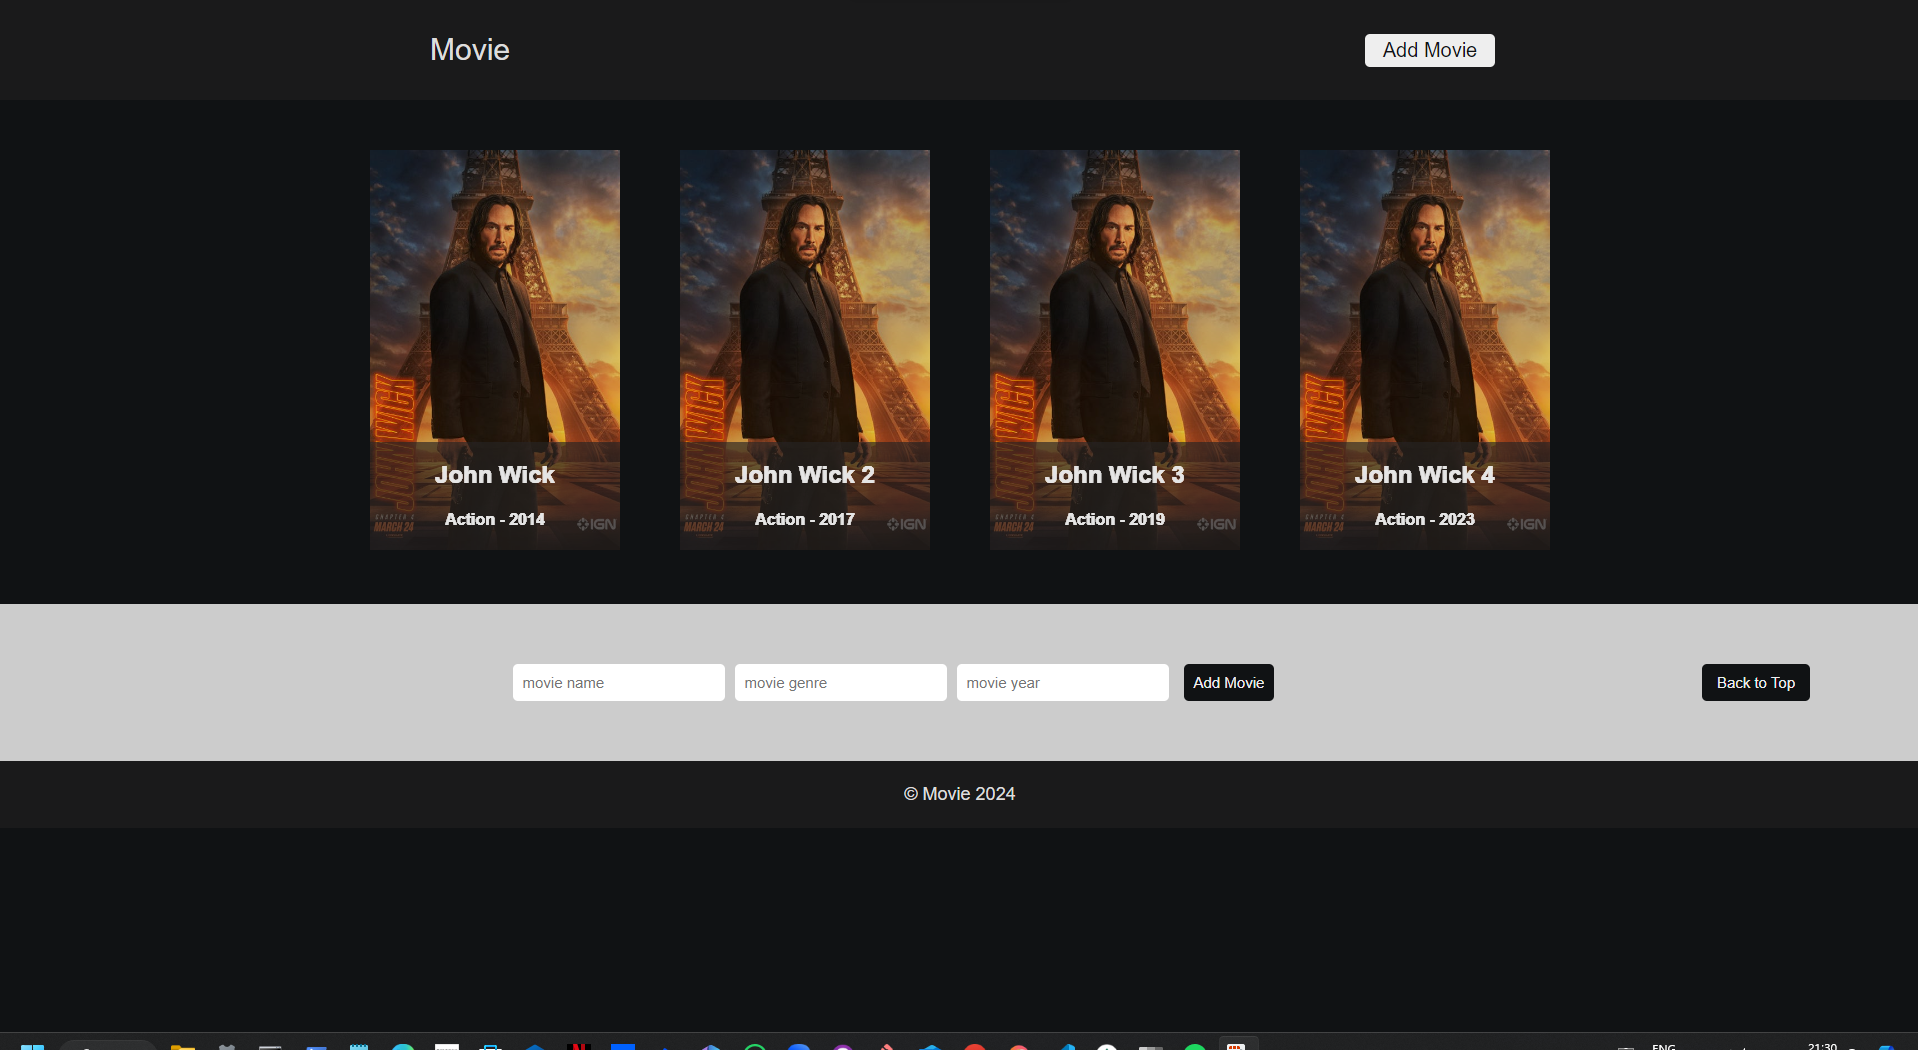 Movie
Add Movie
JOHN WICK
JOHN WICK
JOHN WICK
JOHN WICK
John Wick
John Wick 2
John Wick 3
John Wick 4
Action - 2014
Action - 2017
Action - 2019
Action - 2023
CHAPTER 4
MARCH 24
IGN
CHAPTER 4
MARCH 24
IGN
CHAPTER 4
MARCH 24
IGN
CHAPTER 4
MARCH 24
IGN
movie name
movie genre
movie year
Add Movie
Back to Top
© Movie 2024
ENG
21:30